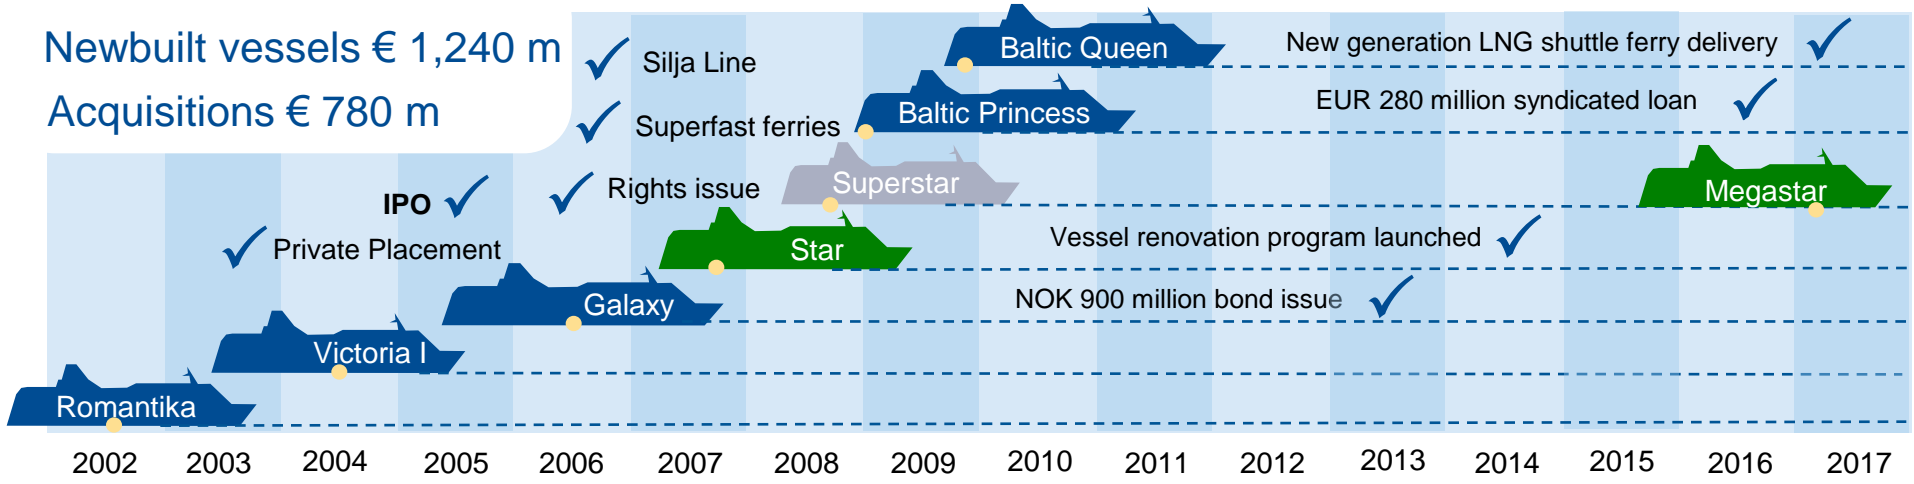 Newbuilt vessels € 1,240 m
Acquisitions € 780 m
Silja Line
Superfast ferries
IPO
Rights issue
Private Placement
Baltic Queen
New generation LNG shuttle ferry delivery
Baltic Princess
EUR 280 million syndicated loan
Superstar
Megastar
Star
Vessel renovation program launched
Galaxy
NOK 900 million bond issue
Victoria I
Romantika
2002 2003 2004 2005 2006 2007 2008 2009 2010 2011 2012 2013 2014 2015 2016 2017